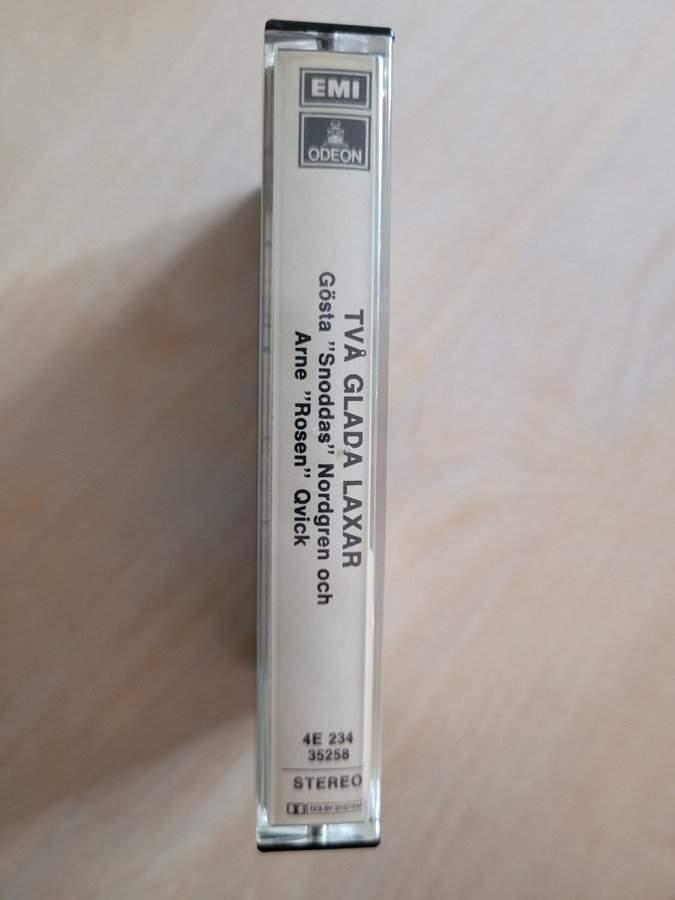 EMI
ODEON
TVÅ GLADA LAXAR
Gösta ”Snoddas” Nordgren och
Arne ”Rosen” Qvick
4E 234
35258
STEREO
DOLBY SYSTEM